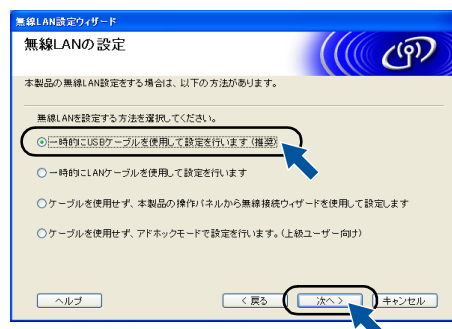 無線LAN設定ウィザード
無線LANの設定
本製品の無線LAN設定をする場合は、以下の方法があります。
無線LANを設定する方法を選択してください。
一時的にUSBケーブルを使用して設定を行います(推奨)
一時的にLANケーブルを使用して設定を行います
ケーブルを使用せず、本製品の操作パネルから無線接続ウィザードを使用して設定します
ケーブルを使用せず、アドホックモードで設定を行います。(上級ユーザー向け)
ヘルプ < 戻る 次へ > キャンセル